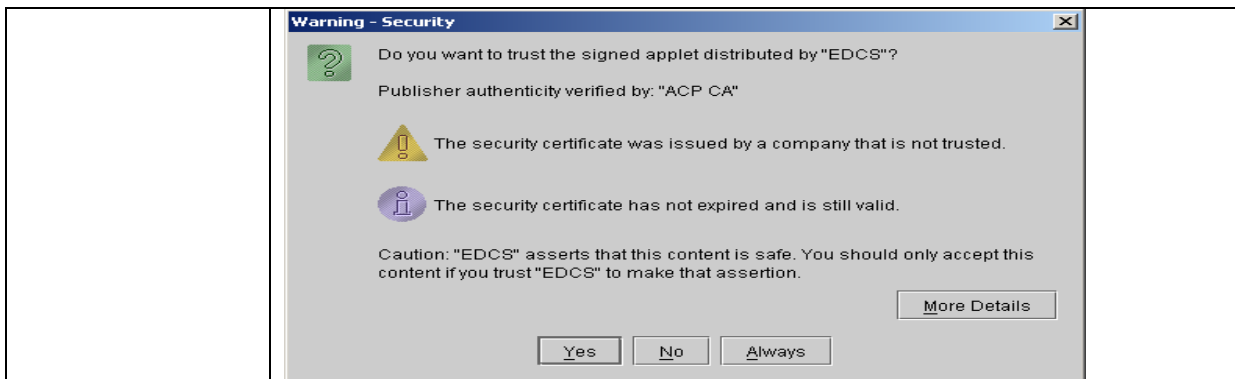 Warning - Security
Do you want to trust the signed applet distributed by "EDCS"?
Publisher authenticity verified by: "ACP CA"
The security certificate was issued by a company that is not trusted.
The security certificate has not expired and is still valid.
Caution: "EDCS" asserts that this content is safe. You should only accept this
content if you trust "EDCS" to make that assertion.
More Details
Yes No Always